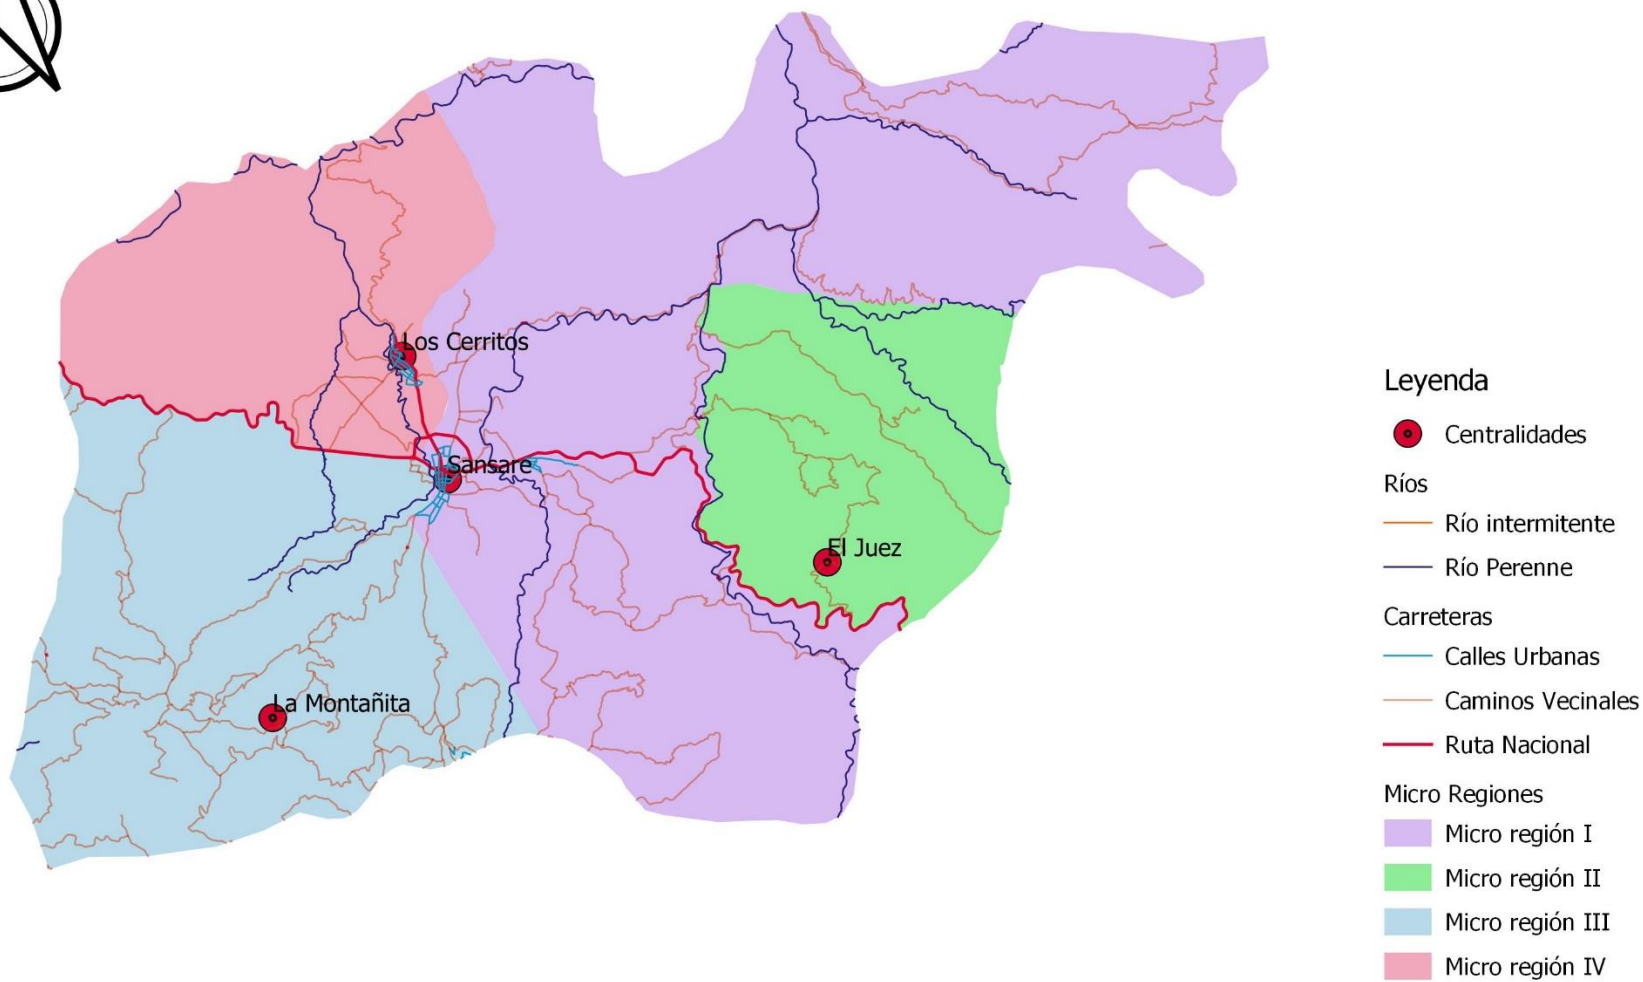 Los Cerritos
Sansare
El Juez
La Montañita
Leyenda
Centralidades
Ríos
Río intermitente
Río Perenne
Carreteras
Calles Urbanas
Caminos Vecinales
Ruta Nacional
Micro Regiones
Micro región I
Micro región II
Micro región III
Micro región IV